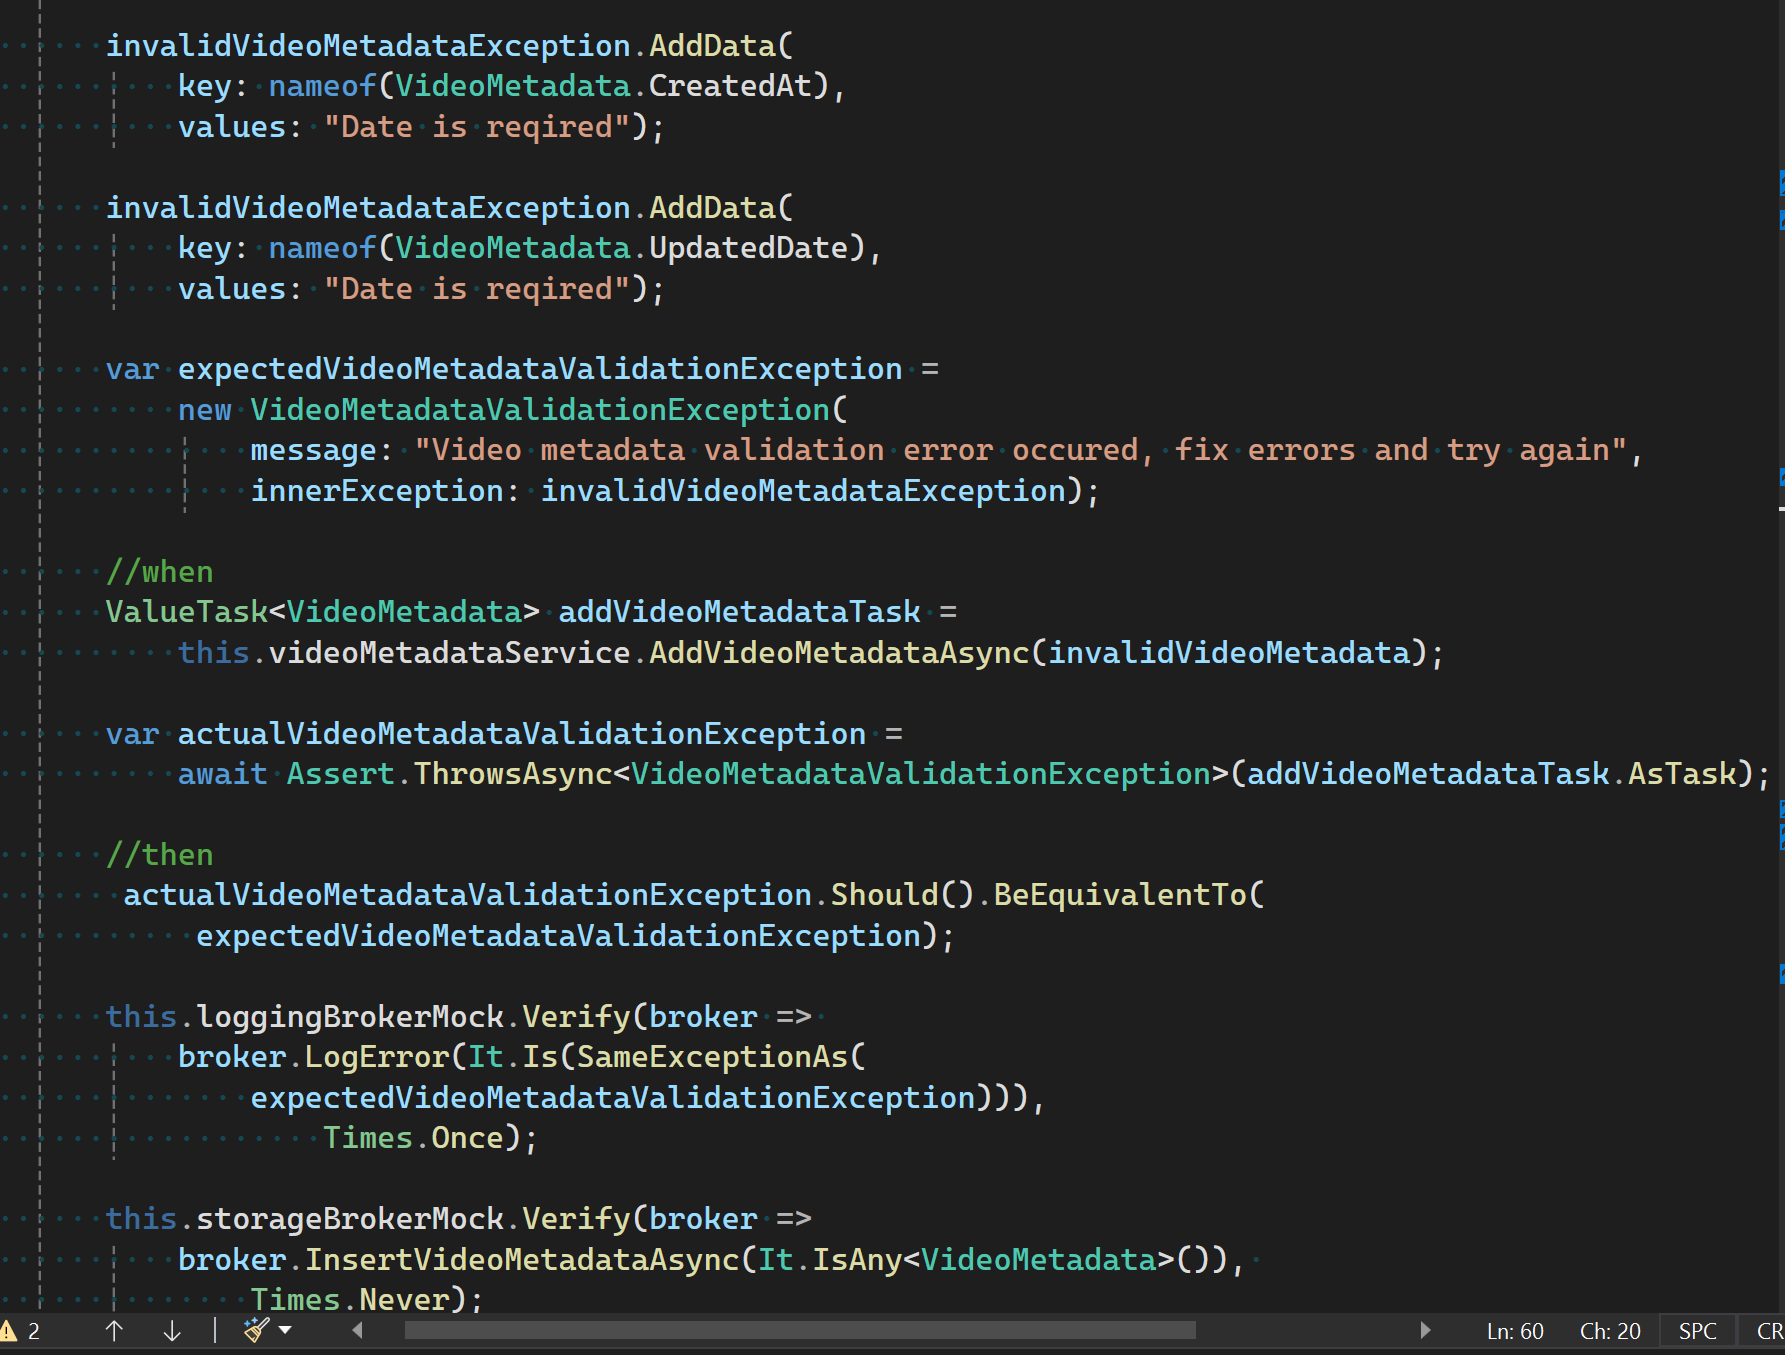 invalidVideoMetadataException.AddData(
key: nameof(VideoMetadata.CreatedAt),
values: "Date is reqired");
invalidVideoMetadataException.AddData(
key: nameof(VideoMetadata.UpdatedDate),
values: "Date is reqired");
var expectedVideoMetadataValidationException =
new VideoMetadataValidationException(
message: "Video metadata validation error occured, fix errors and try again",
innerException: invalidVideoMetadataException);
//when
ValueTask<VideoMetadata> addVideoMetadataTask =
this.videoMetadataService.AddVideoMetadataAsync(invalidVideoMetadata);
var actualVideoMetadataValidationException =
await Assert.ThrowsAsync<VideoMetadataValidationException>(addVideoMetadataTask.AsTask);
//then
actualVideoMetadataValidationException.Should().BeEquivalentTo(
expectedVideoMetadataValidationException);
this.loggingBrokerMock.Verify(broker =>
broker.LogError(It.Is(SameExceptionAs(
expectedVideoMetadataValidationException))),
Times.Once);
this.storageBrokerMock.Verify(broker =>
broker.InsertVideoMetadataAsync(It.IsAny<VideoMetadata>()),
Times.Never);
2 Ln: 60 Ch: 20 SPC CR